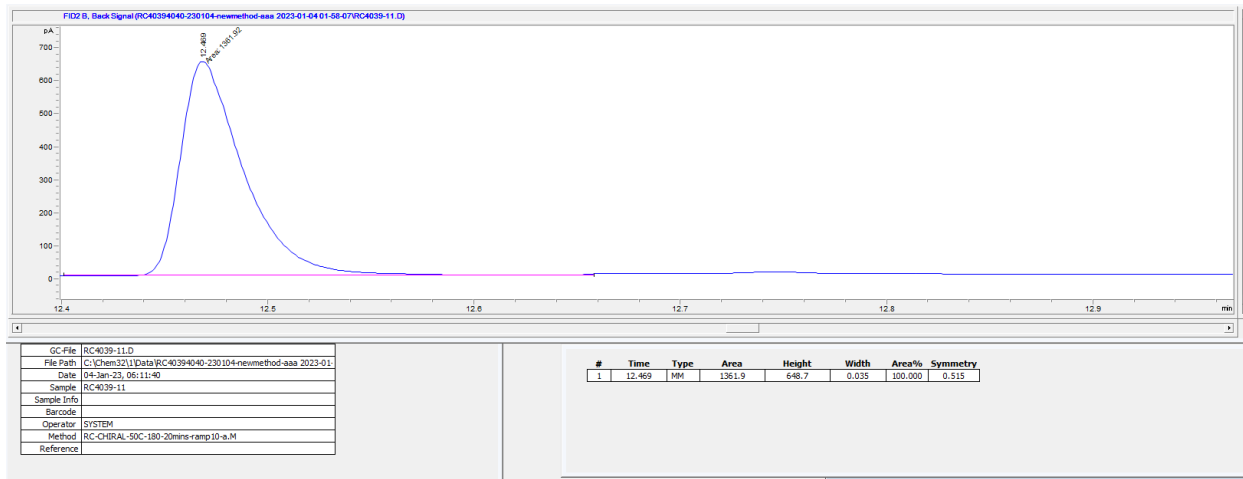 FID2 B, Back Signal (RC40394040-230104-newmethod-aaa 2023-01-04 01-58-07\RC4039-11.D)
pA
700
600
500
400
300
200
100
0
12.469
Area: 1361.92
12.4 12.5 12.6 12.7 12.8 12.9 min
GC-File RC4039-11.D
File Path C:\Chem32\1\Data\RC40394040-230104-newmethod-aaa 2023-01-
Date 04-Jan-23, 06:11:40
Sample RC4039-11
Sample Info
Barcode
Operator SYSTEM
Method RC-CHIRAL-50C-180-20mins-ramp10-a.M
Reference
# Time Type Area Height Width Area% Symmetry
1 12.469 MM 1361.9 648.7 0.035 100.000 0.515